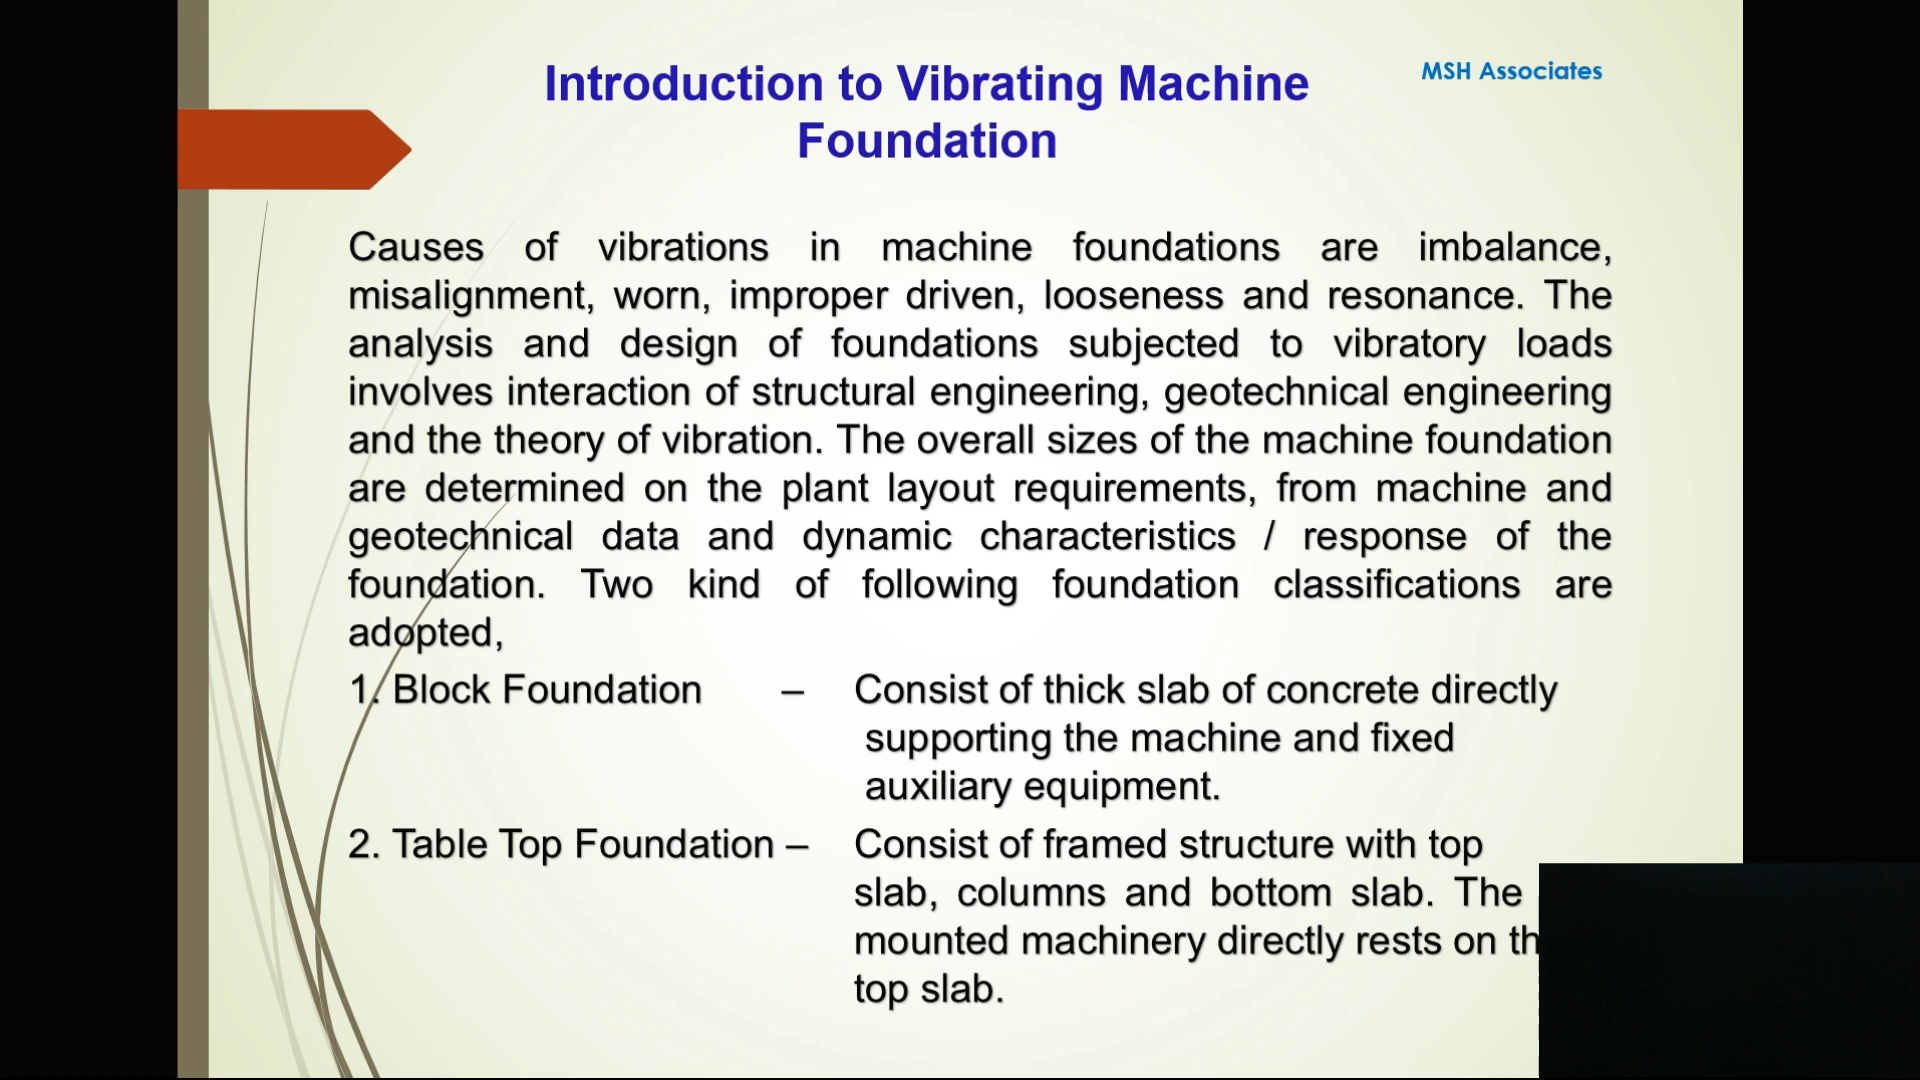 Introduction to Vibrating Machine
Foundation
MSH Associates
Causes of vibrations in machine foundations are imbalance,
misalignment, worn, improper driven, looseness and resonance. The
analysis and design of foundations subjected to vibratory loads
involves interaction of structural engineering, geotechnical engineering
and the theory of vibration. The overall sizes of the machine foundation
are determined on the plant layout requirements, from machine and
geotechnical data and dynamic characteristics / response of the
foundation. Two kind of following foundation classifications are
adopted,
1. Block Foundation – Consist of thick slab of concrete directly
supporting the machine and fixed
auxiliary equipment.
2. Table Top Foundation – Consist of framed structure with top
slab, columns and bottom slab. The
mounted machinery directly rests on
top slab.